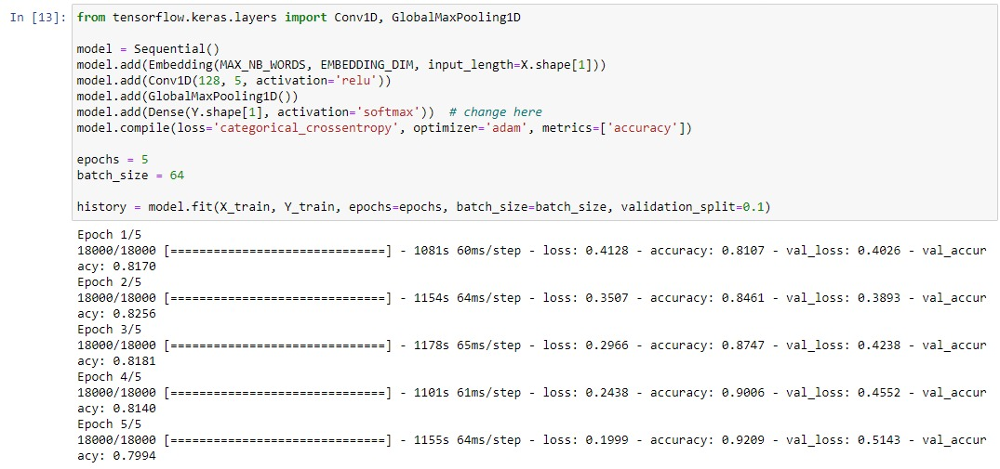 In [13]: from tensorflow.keras.layers import Conv1D, GlobalMaxPooling1D
model = Sequential()
model.add(Embedding(MAX_NB_WORDS, EMBEDDING_DIM, input_length=X.shape[1]))
model.add(Conv1D(128, 5, activation='relu'))
model.add(GlobalMaxPooling1D())
model.add(Dense(Y.shape[1], activation='softmax'))  # change here
model.compile(loss='categorical_crossentropy', optimizer='adam', metrics=['accuracy'])
epochs = 5
batch_size = 64
history = model.fit(X_train, Y_train, epochs=epochs, batch_size=batch_size, validation_split=0.1)
Epoch 1/5
18000/18000 [==============================] - 1081s 60ms/step - loss: 0.4128 - accuracy: 0.8107 - val_loss: 0.4026 - val_accur
acy: 0.8170
Epoch 2/5
18000/18000 [==============================] - 1154s 64ms/step - loss: 0.3507 - accuracy: 0.8461 - val_loss: 0.3893 - val_accur
acy: 0.8256
Epoch 3/5
18000/18000 [==============================] - 1178s 65ms/step - loss: 0.2966 - accuracy: 0.8747 - val_loss: 0.4238 - val_accur
acy: 0.8181
Epoch 4/5
18000/18000 [==============================] - 1101s 61ms/step - loss: 0.2438 - accuracy: 0.9006 - val_loss: 0.4552 - val_accur
acy: 0.8140
Epoch 5/5
18000/18000 [==============================] - 1155s 64ms/step - loss: 0.1999 - accuracy: 0.9209 - val_loss: 0.5143 - val_accur
acy: 0.7994